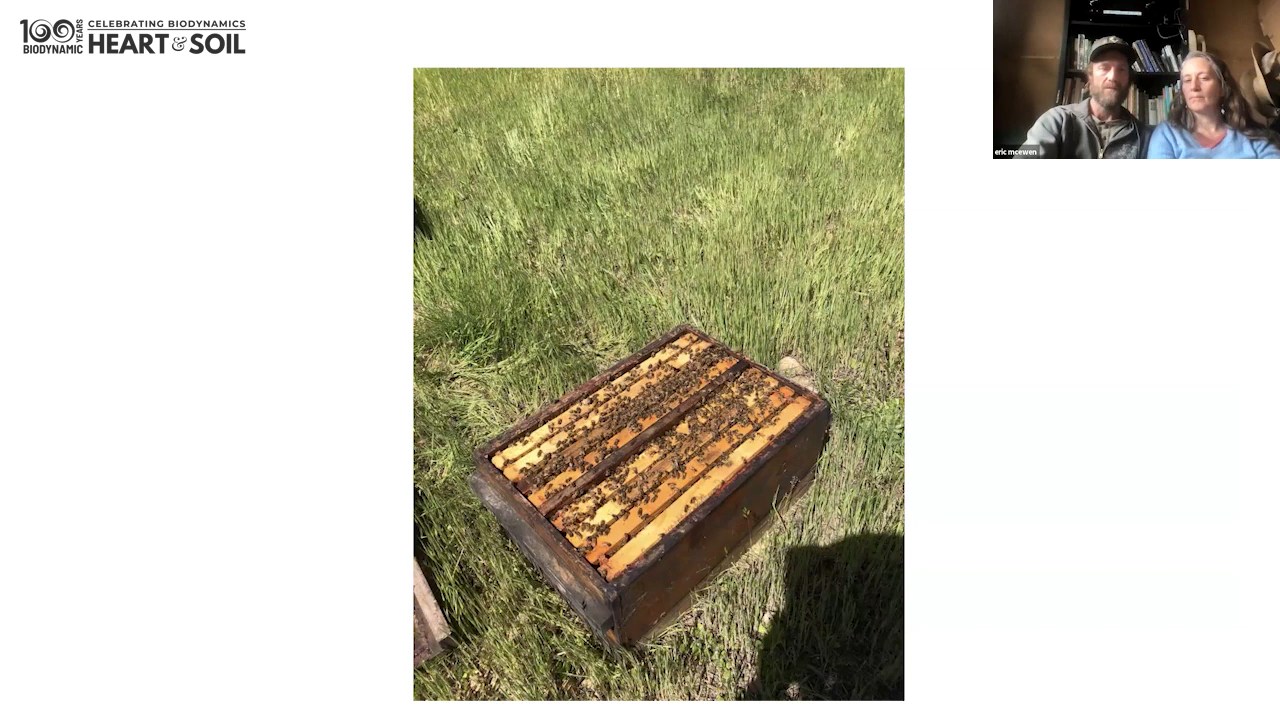 100 YEARS
BIODYNAMIC
CELEBRATING BIODYNAMICS
HEART & SOIL
eric mcewen